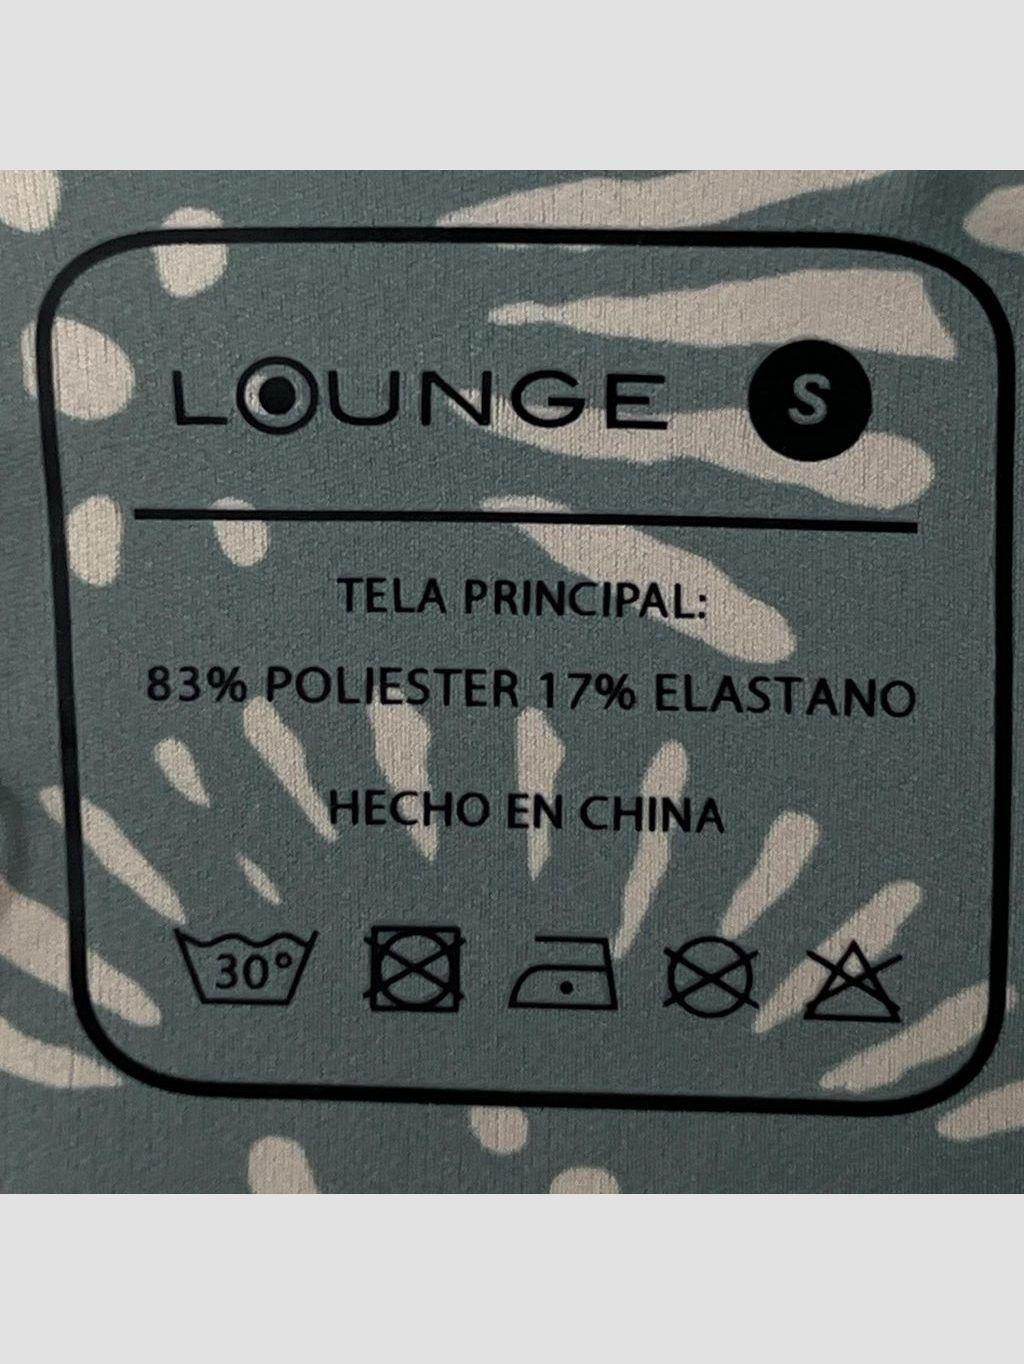 LOUNGE S
TELA PRINCIPAL:
83% POLIESTER 17% ELASTANO
HECHO EN CHINA
30°